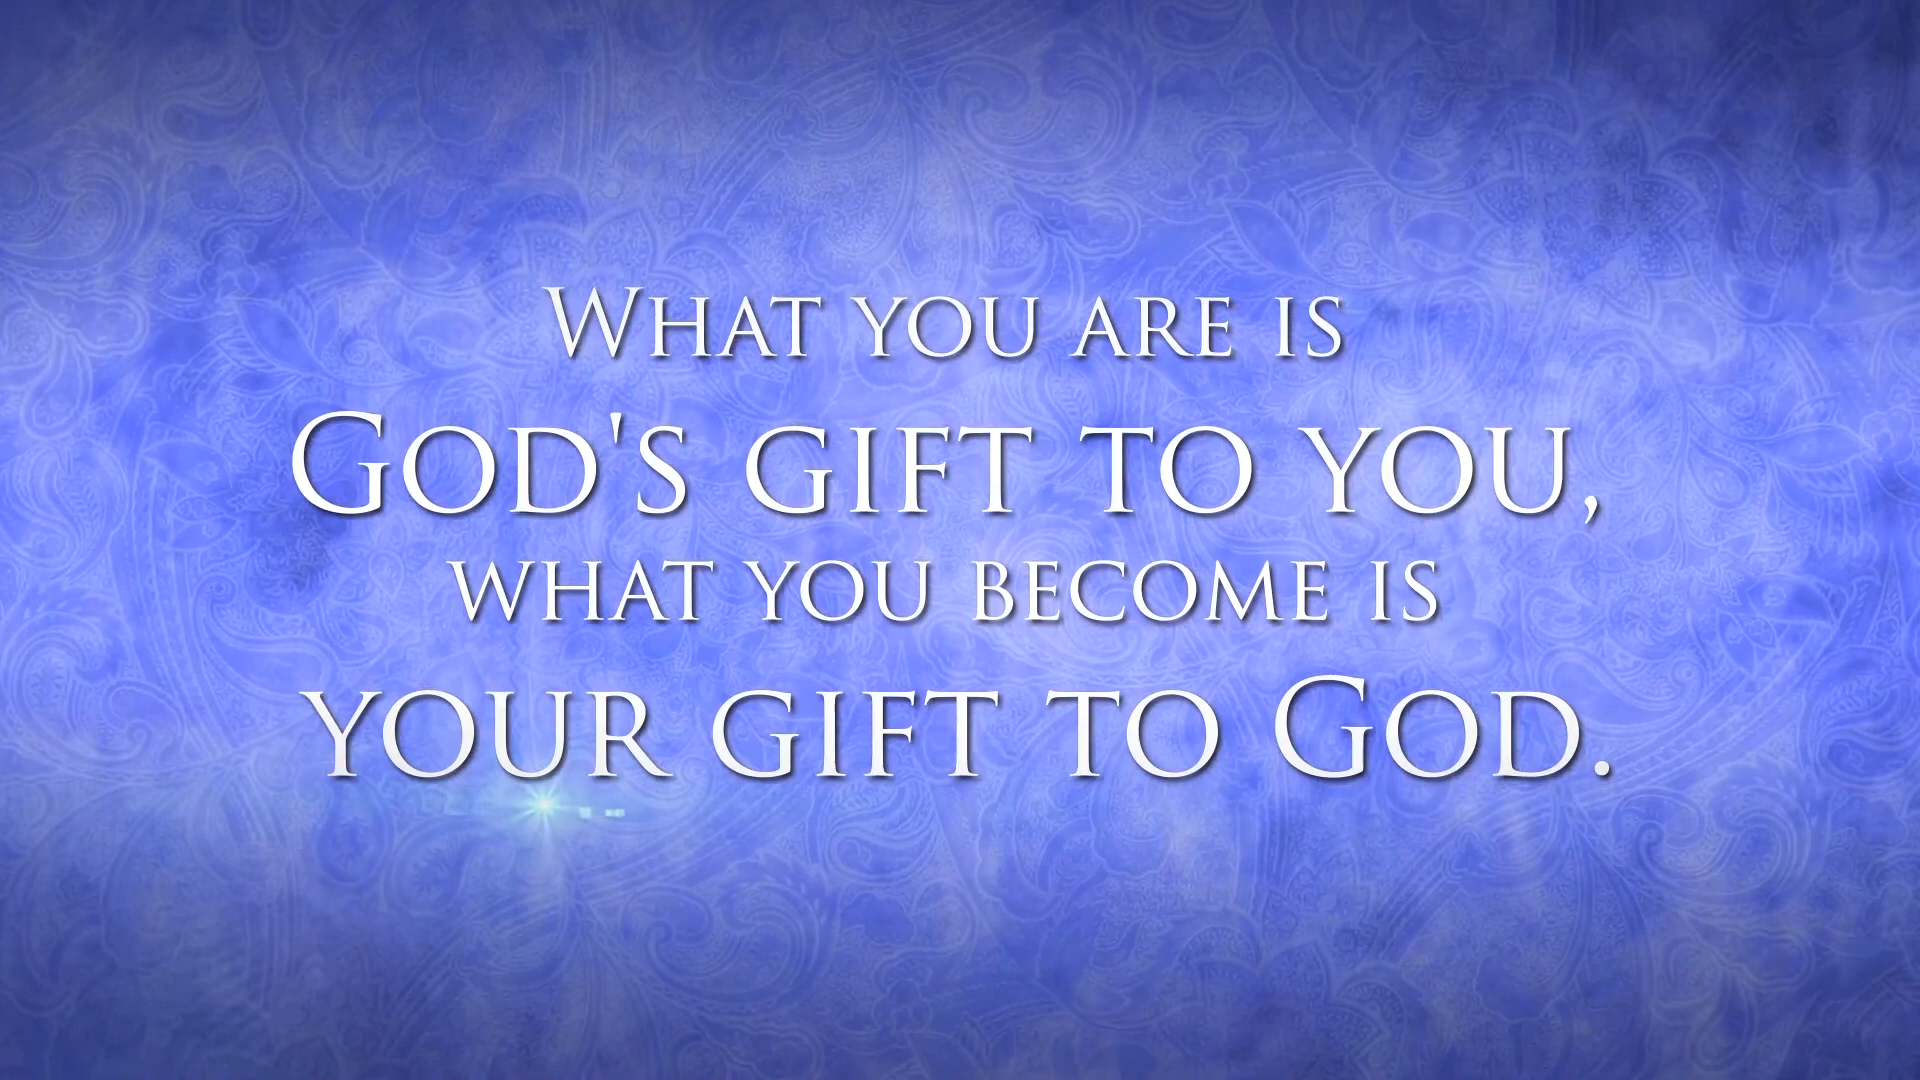 What you are is
God's gift to you,
what you become is
your gift to God.